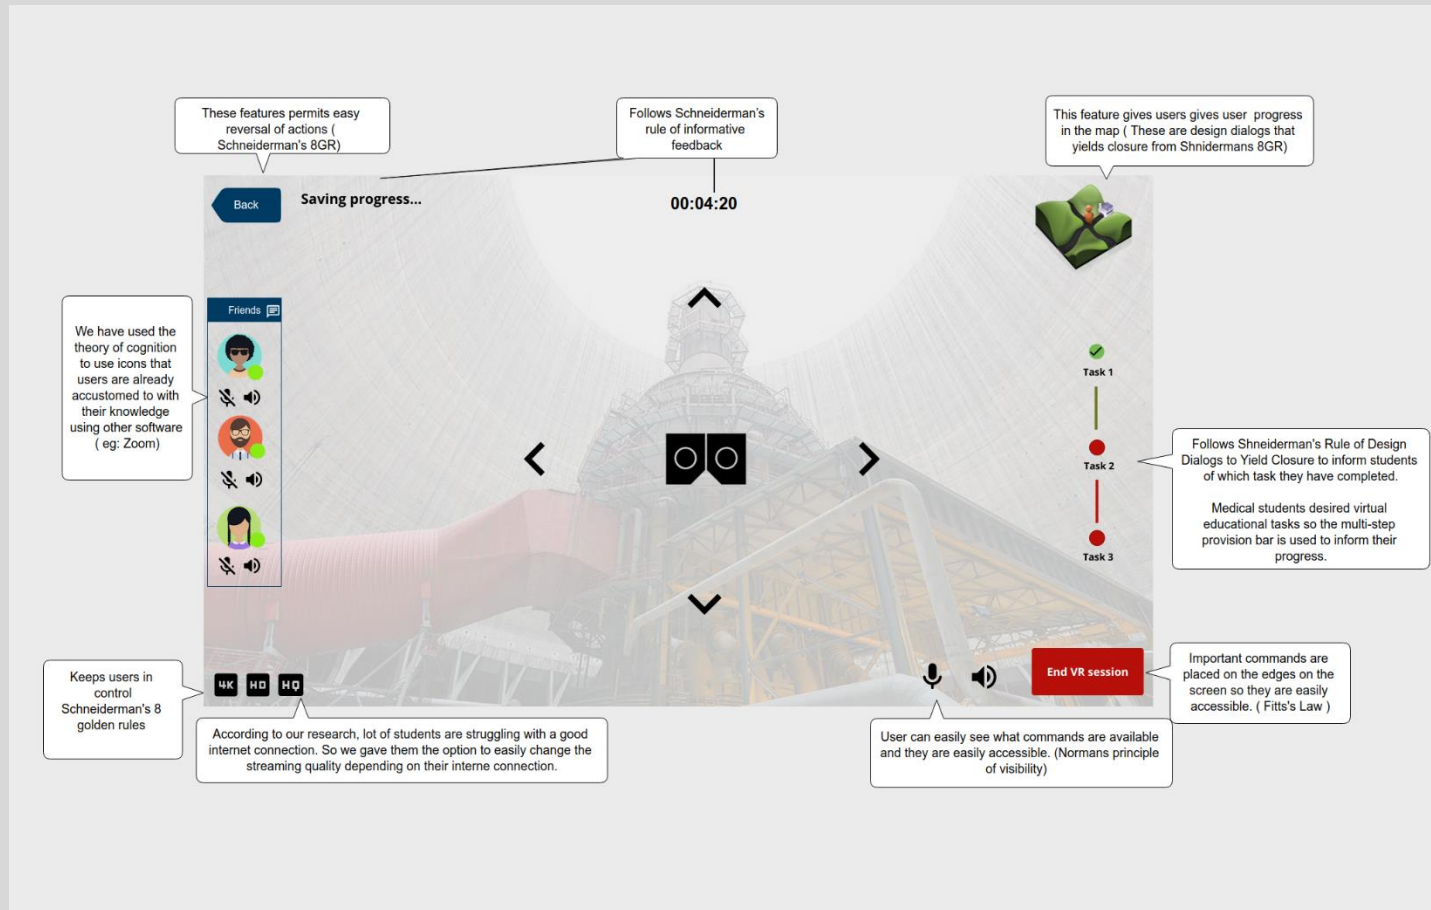 These features permits easy
reversal of actions (
Schneiderman's 8GR)
Follows Schneiderman's
rule of informative
feedback
This feature gives users gives user progress
in the map ( These are design dialogs that
yields closure from Shnidermans 8GR)
Back
Saving progress...
00:04:20
Friends
We have used the
theory of cognition
to use icons that
users are already
accustomed to with
their knowledge
using other software
( eg: Zoom)
Task 1
Task 2
Task 3
Follows Shneiderman's Rule of Design
Dialogs to Yield Closure to inform students
of which task they have completed.
Medical students desired virtual
educational tasks so the multi-step
provision bar is used to inform their
progress.
Keeps users in
control
Schneiderman's 8
golden rules
4K HD HQ
End VR session
Important commands are
placed on the edges on the
screen so they are easily
accessible. ( Fitts's Law )
According to our research, lot of students are struggling with a good
internet connection. So we gave them the option to easily change the
streaming quality depending on their interne connection.
User can easily see what commands are available
and they are easily accessible. (Normans principle
of visibility)